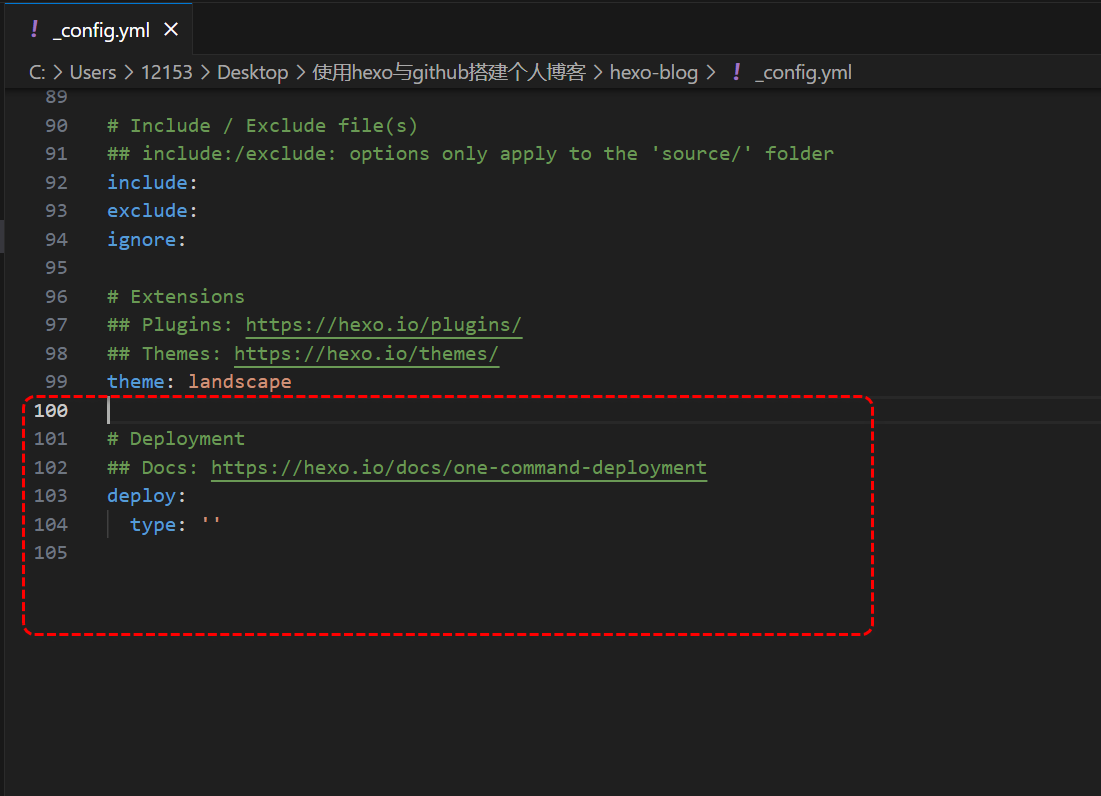 ! _config.yml ×
C: > Users > 12153 > Desktop > 使用hexo与github搭建个人博客 > hexo-blog > ! _config.yml
89
90 # Include / Exclude file(s)
91 ## include:/exclude: options only apply to the 'source/' folder
92 include:
93 exclude:
94 ignore:
95
96 # Extensions
97 ## Plugins: https://hexo.io/plugins/
98 ## Themes: https://hexo.io/themes/
99 theme: landscape
100
101 # Deployment
102 ## Docs: https://hexo.io/docs/one-command-deployment
103 deploy:
104   type: ''
105